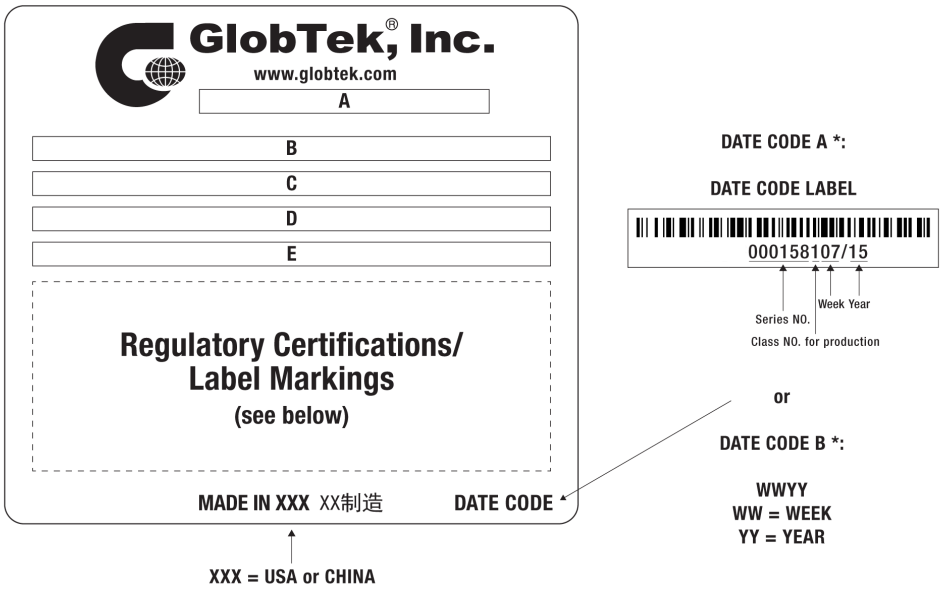 GlobTek,® Inc.
www.globtek.com
A
B
C
D
E
Regulatory Certifications/
Label Markings
(see below)
MADE IN XXX XX制造 DATE CODE
XXX = USA or CHINA
DATE CODE A *:
DATE CODE LABEL
000158107/15
Week Year
Series NO.
Class NO. for production
or
DATE CODE B *:
WWYY
WW = WEEK
YY = YEAR